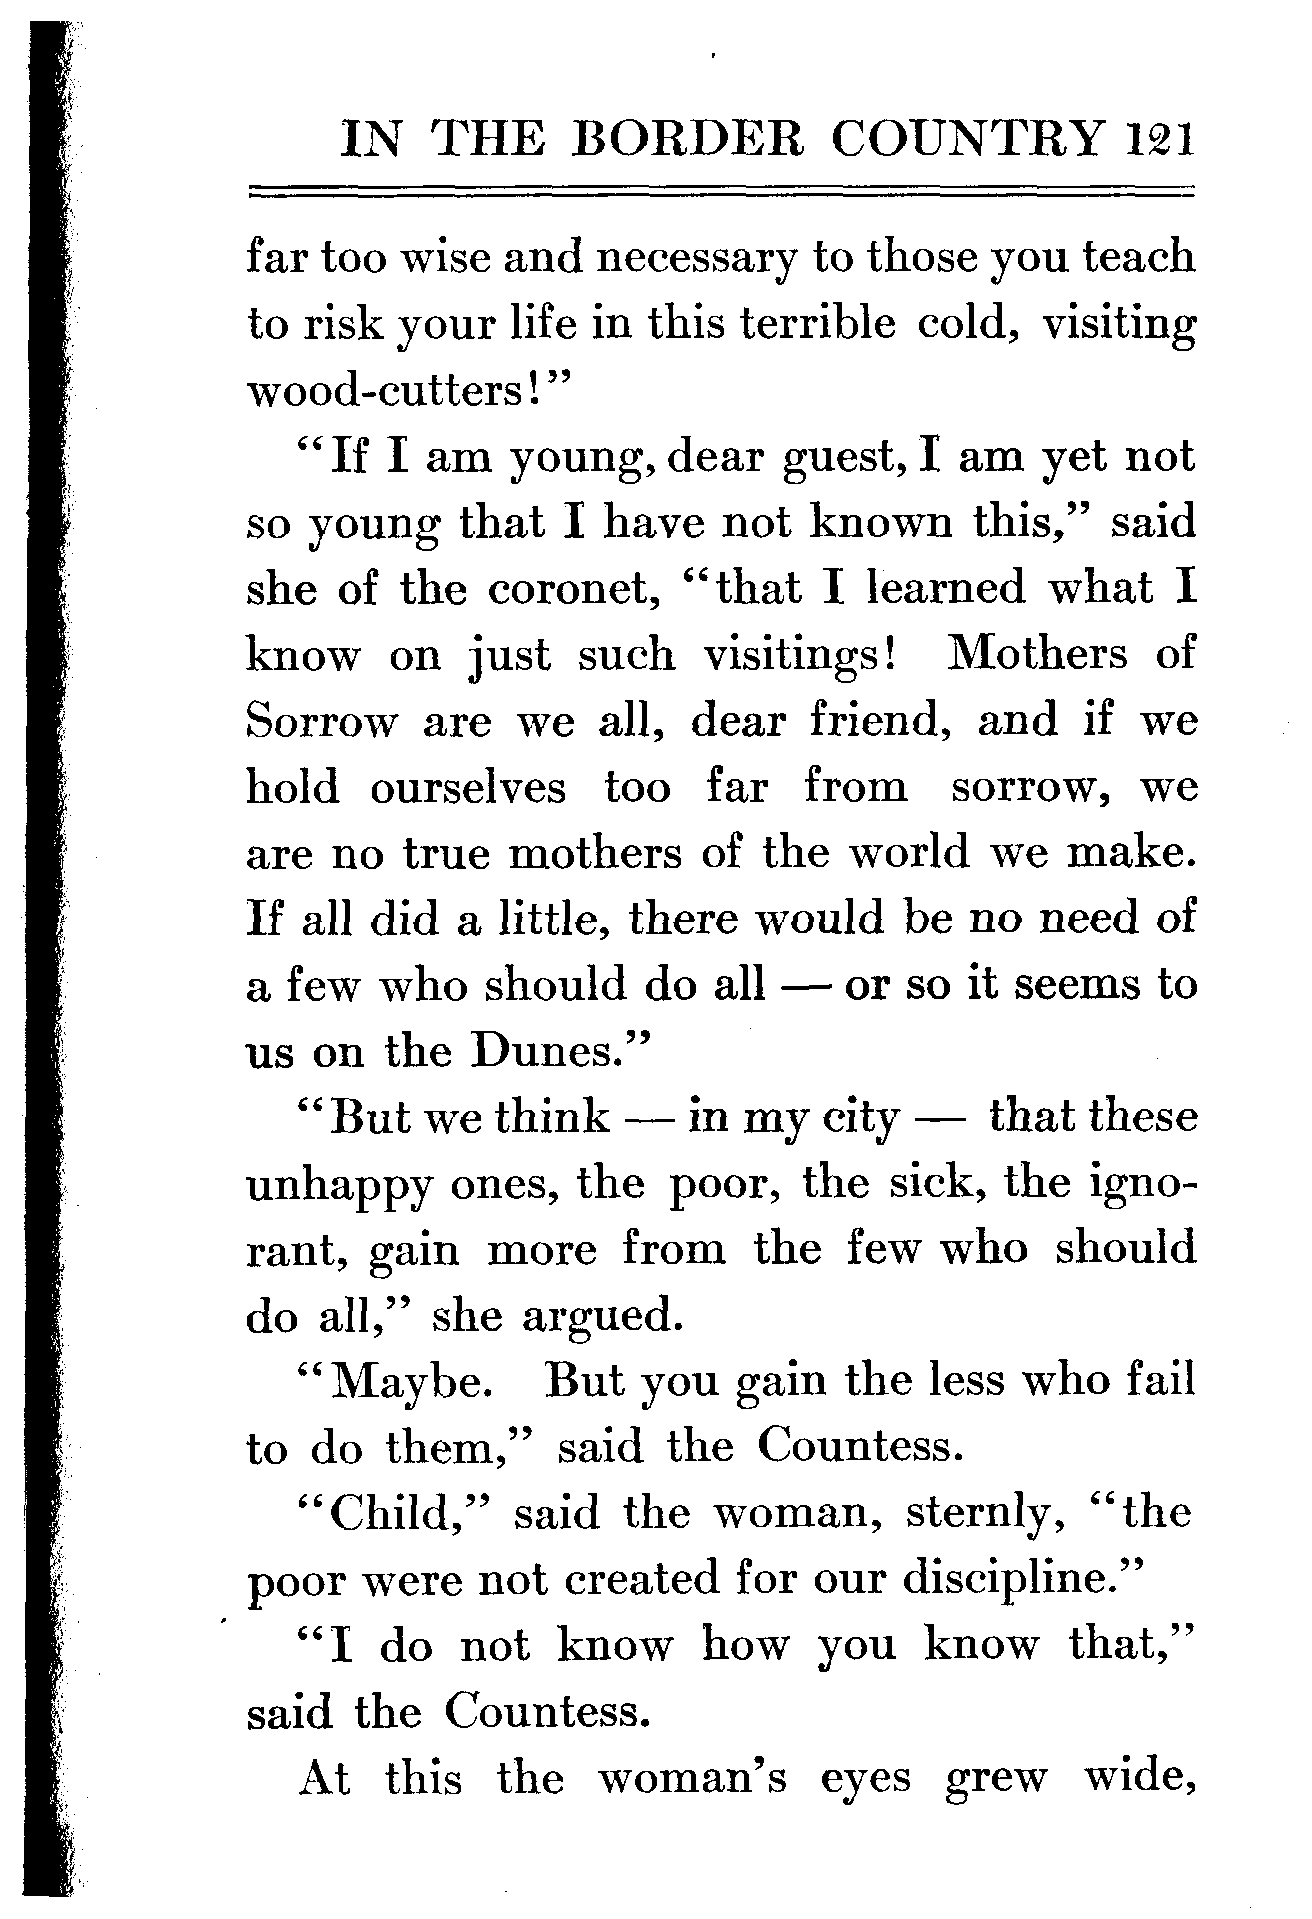 IN THE BORDER COUNTRY 121
far too wise and necessary to those you teach
to risk your life in this terrible cold, visiting
wood-cutters!”
“If I am young, dear guest, I am yet not
so young that I have not known this,” said
she of the coronet, “that I learned what I
know on just such visitings! Mothers of
Sorrow are we all, dear friend, and if we
hold ourselves too far from sorrow, we
are no true mothers of the world we make.
If all did a little, there would be no need of
a few who should do all — or so it seems to
us on the Dunes.”
“But we think — in my city — that these
unhappy ones, the poor, the sick, the igno-
rant, gain more from the few who should
do all,” she argued.
“Maybe. But you gain the less who fail
to do them,” said the Countess.
“Child,” said the woman, sternly, “the
poor were not created for our discipline.”
“I do not know how you know that,”
said the Countess.
At this the woman’s eyes grew wide,